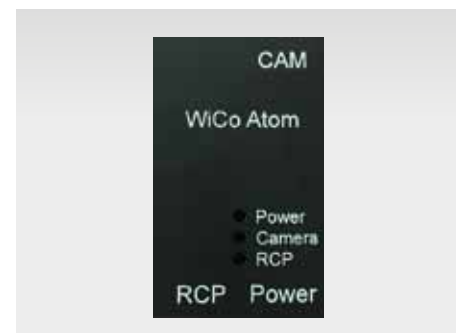 CAM
WiCo Atom
Power
Camera
RCP
RCP Power